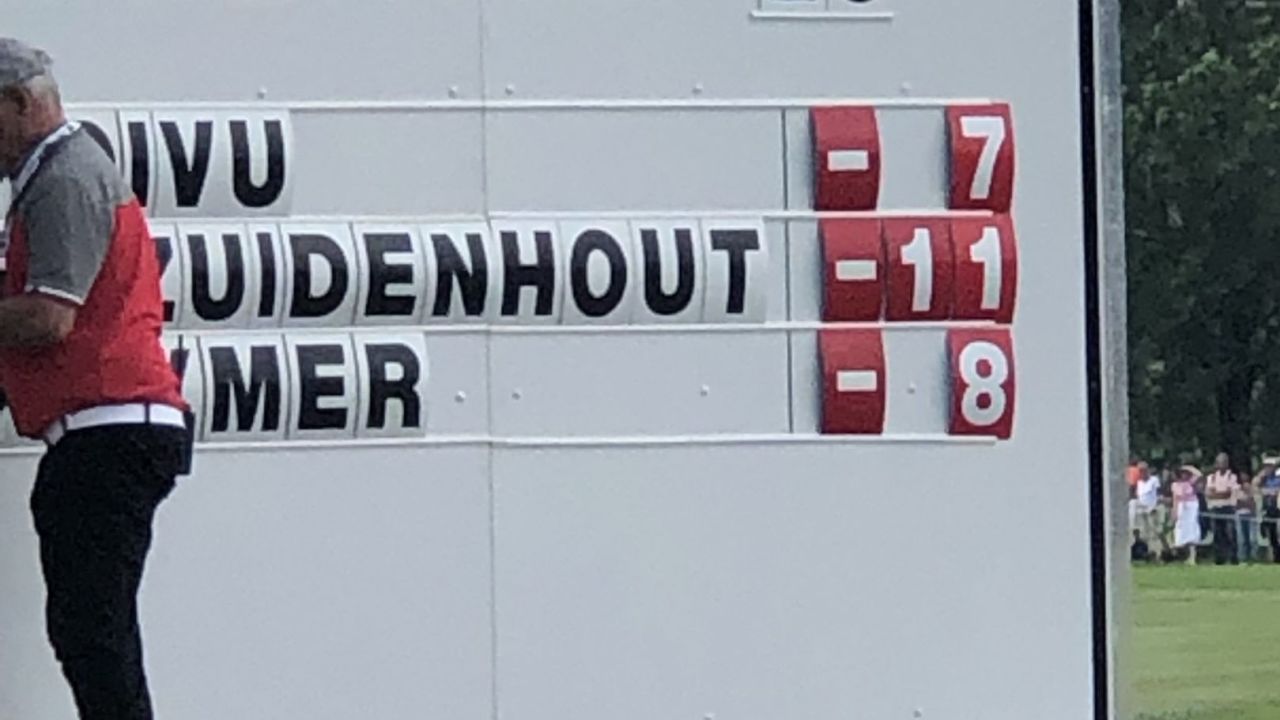 IVU - 7
ZUIDENHOUT - 11
MER - 8